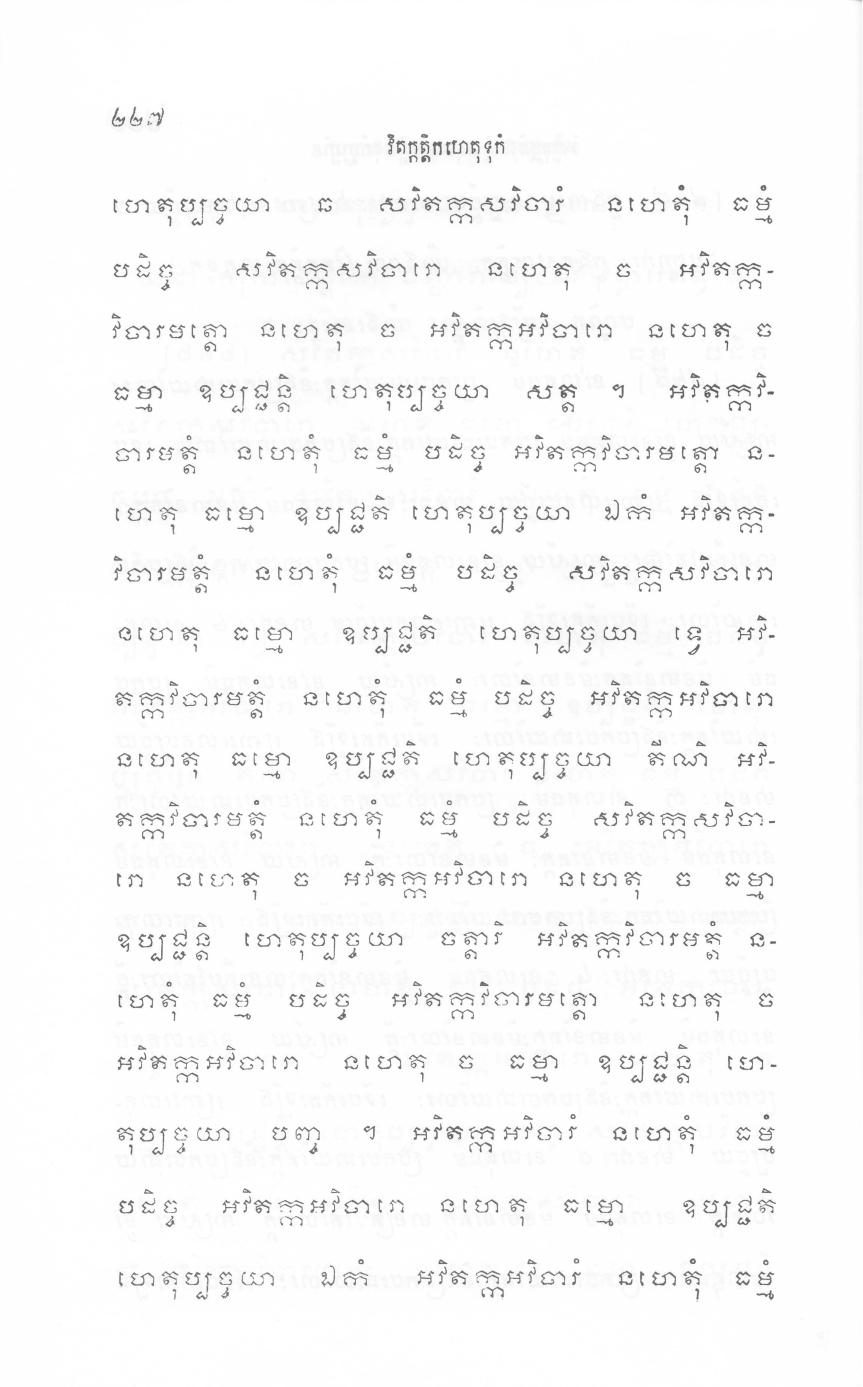 ២២៧
វិតក្កត្តិកហេតុទុកំ
ហេតុប្បច្ចយា ឆ សវិតក្កសវិចារំ នហេតុំ ធម្មំ
បដិច្ច សវិតក្កសវិចារោ នហេតុ ច អវិតក្ក-
វិចារមត្តោ នហេតុ ច អវិតក្កអវិចារោ នហេតុ ច
ធម្មា ឧប្បជ្ជន្តិ ហេតុប្បច្ចយា សត្ត ។ អវិតក្កវិ-
ចារមត្តំ នហេតុំ ធម្មំ បដិច្ច អវិតក្កវិចារមត្តោ ន-
ហេតុ ធម្មោ ឧប្បជ្ជតិ ហេតុប្បច្ចយា ឯកំ អវិតក្ក-
វិចារមត្តំ នហេតុំ ធម្មំ បដិច្ច សវិតក្កសវិចារោ
នហេតុ ធម្មោ ឧប្បជ្ជតិ ហេតុប្បច្ចយា ទ្វេ អវិ-
តក្កវិចារមត្តំ នហេតុំ ធម្មំ បដិច្ច អវិតក្កអវិចារោ
នហេតុ ធម្មោ ឧប្បជ្ជតិ ហេតុប្បច្ចយា តីណិ អវិ-
តក្កវិចារមត្តំ នហេតុំ ធម្ម បដិច្ច សវិតក្កសវិចា-
រោ នហេតុ ច អវិតក្កអវិចារោ នហេតុ ច ធម្មា
ឧប្បជ្ជន្តិ ហេតុប្បច្ចយា ចត្តារិ អវិតក្កវិចារមត្តំ ន-
ហេតុំ ធម្មំ បដិច្ច អវិតក្កវិចារមត្តោ នហេតុ ច
អវិតក្កអវិចារោ នហេតុ ច ធម្មា ឧប្បជ្ជន្តិ ហេ-
តុប្បច្ចយា បញ្ច ។ អវិតក្កអវិចារំ នហេតុំ ធម្មំ
បដិច្ច អវិតក្កអវិចារោ នហេតុ ធម្មោ ឧប្បជ្ជតិ
ហេតុប្បច្ចយា ឯកំ អវិតក្កអវិចារំ នហេតុំ ធម្មំ